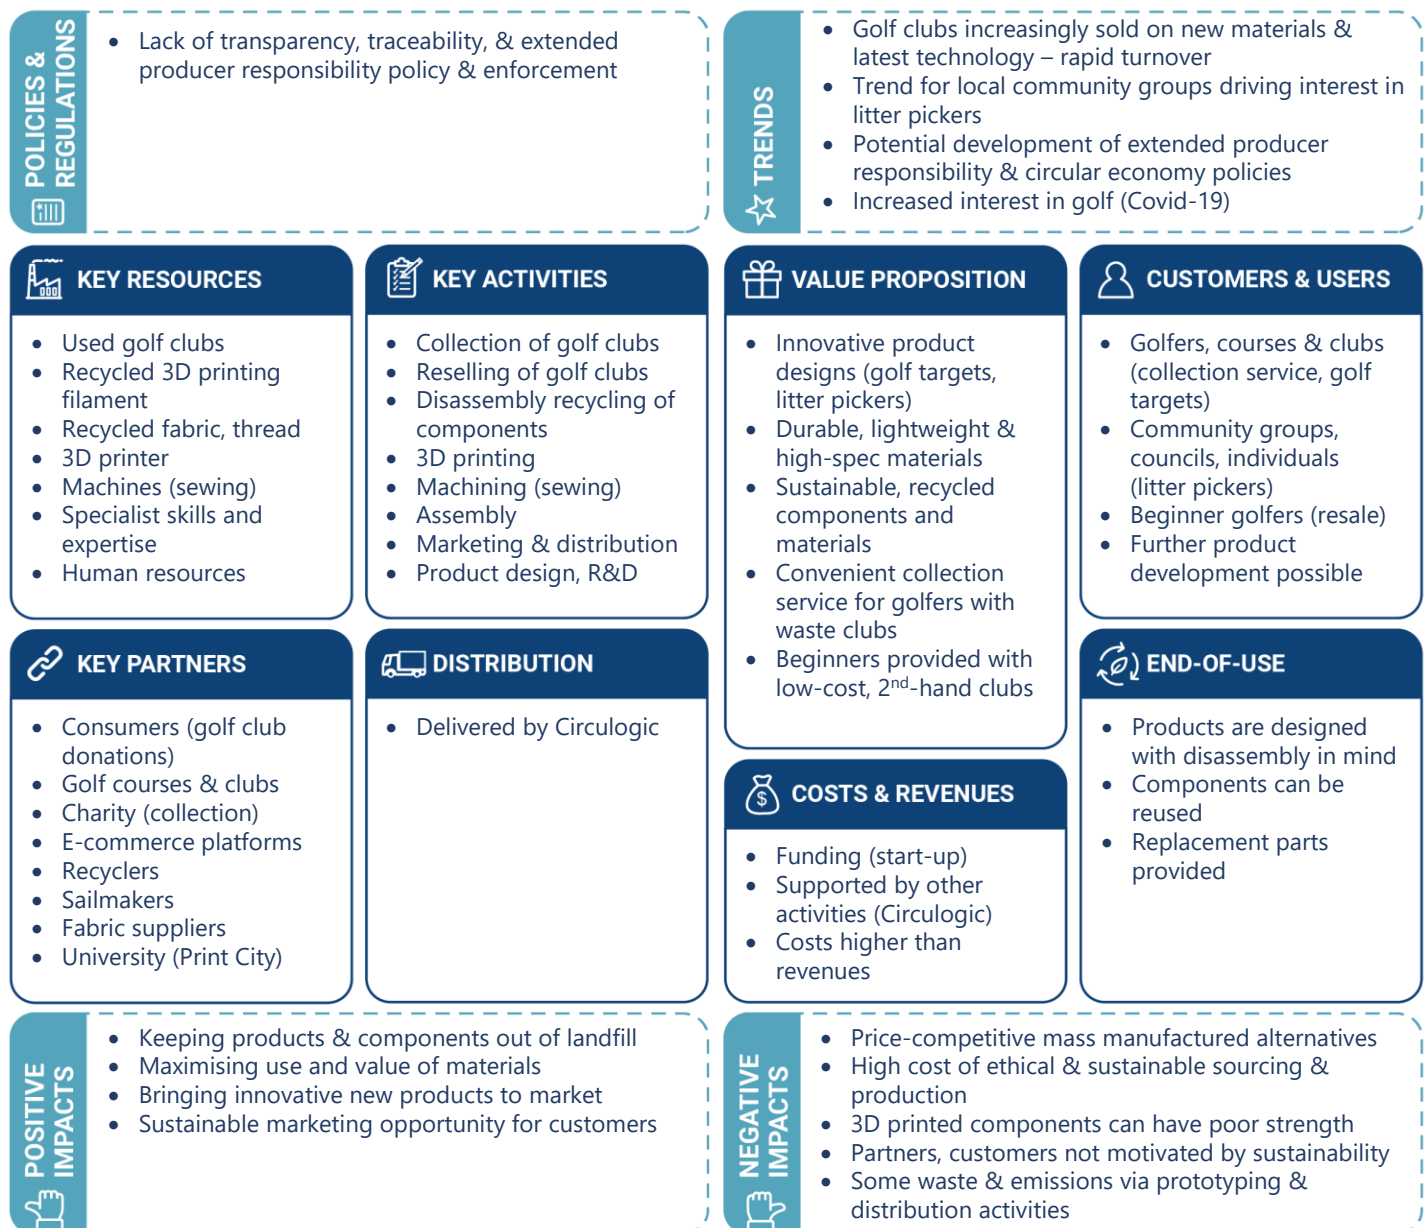 POLICIES &
REGULATIONS
• Lack of transparency, traceability, & extended
producer responsibility policy & enforcement
TRENDS
• Golf clubs increasingly sold on new materials &
latest technology – rapid turnover
• Trend for local community groups driving interest in
litter pickers
• Potential development of extended producer
responsibility & circular economy policies
• Increased interest in golf (Covid-19)
KEY RESOURCES
• Used golf clubs
• Recycled 3D printing
filament
• Recycled fabric, thread
• 3D printer
• Machines (sewing)
• Specialist skills and
expertise
• Human resources
KEY ACTIVITIES
• Collection of golf clubs
• Reselling of golf clubs
• Disassembly recycling of
components
• 3D printing
• Machining (sewing)
• Assembly
• Marketing & distribution
• Product design, R&D
VALUE PROPOSITION
• Innovative product
designs (golf targets,
litter pickers)
• Durable, lightweight &
high-spec materials
• Sustainable, recycled
components and
materials
• Convenient collection
service for golfers with
waste clubs
• Beginners provided with
low-cost, 2nd-hand clubs
CUSTOMERS & USERS
• Golfers, courses & clubs
(collection service, golf
targets)
• Community groups,
councils, individuals
(litter pickers)
• Beginner golfers (resale)
• Further product
development possible
KEY PARTNERS
• Consumers (golf club
donations)
• Golf courses & clubs
• Charity (collection)
• E-commerce platforms
• Recyclers
• Sailmakers
• Fabric suppliers
• University (Print City)
DISTRIBUTION
• Delivered by Circulogic
COSTS & REVENUES
$
• Funding (start-up)
• Supported by other
activities (Circulogic)
• Costs higher than
revenues
END-OF-USE
• Products are designed
with disassembly in mind
• Components can be
reused
• Replacement parts
provided
POSITIVE
IMPACTS
• Keeping products & components out of landfill
• Maximising use and value of materials
• Bringing innovative new products to market
• Sustainable marketing opportunity for customers
NEGATIVE
IMPACTS
• Price-competitive mass manufactured alternatives
• High cost of ethical & sustainable sourcing &
production
• 3D printed components can have poor strength
• Partners, customers not motivated by sustainability
• Some waste & emissions via prototyping &
distribution activities